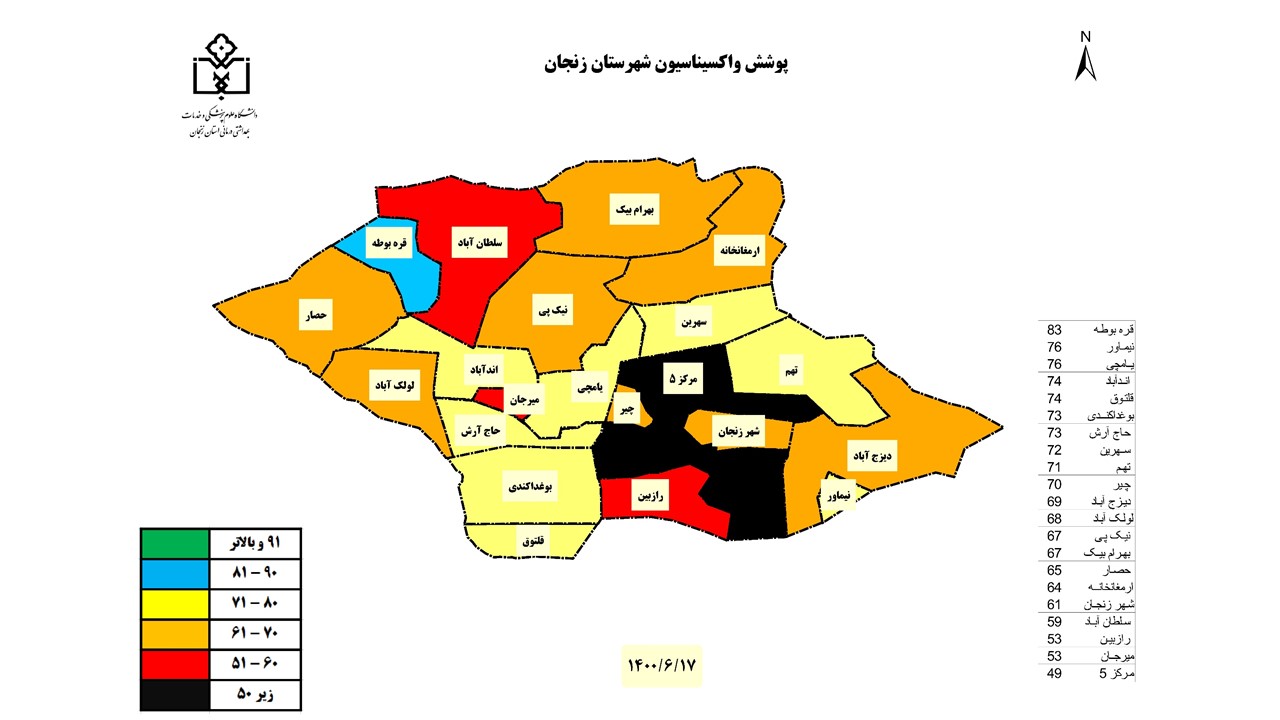 پوشش واکسیناسیون شهرستان زنجان
N
دانشگاه علوم پزشکی و خدمات
بهداشتی درمانی استان زنجان
بهرام بیک
قره بوطه
سلطان آباد
ارمغانخانه
حصار
نیک پی
سهرین
لولک آباد
اندآباد
یامچی
مرکز ۵
تهم
میرجان
چیر
حاج آرش
شهر زنجان
دیزج آباد
بوغداکندی
رازبین
نیماور
قلتوق
قره بوطه 83
نیماور 76
یامچی 76
اندآباد 74
قلتوق 74
بوغداکندی 73
حاج آرش 73
سهرین 72
تهم 71
چیر 70
دیزج آباد 69
لولک آباد 68
نیک پی 67
بهرام بیک 67
حصار 65
ارمغانخانه 64
شهر زنجان 61
سلطان آباد 59
رازبین 53
میرجان 53
مرکز 5 49
۹۱ و بالاتر
۸۱ – ۹۰
۷۱ – ۸۰
۶۱ – ۷۰
۵۱ – ۶۰
زیر ۵۰
۱۴۰۰/۶/۱۷